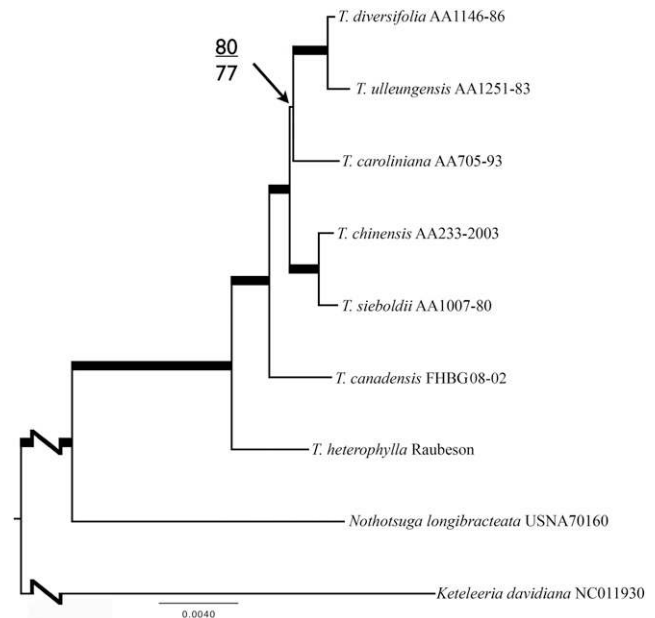 T. diversifolia AA1146-86
80
77
T. ulleungensis AA1251-83
T. caroliniana AA705-93
T. chinensis AA233-2003
T. sieboldii AA1007-80
T. canadensis FHBG08-02
T. heterophylla Raubeson
Nothotsuga longibracteata USNA70160
Keteleeria davidiana NC011930
0.0040